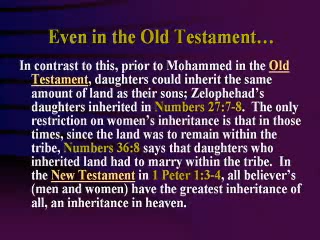 Even in the Old Testament…
In contrast to this, prior to Mohammed in the Old
Testament, daughters could inherit the same
amount of land as their sons; Zelophehad's
daughters inherited in Numbers 27:7-8. The only
restriction on women's inheritance is that in those
times, since the land was to remain within the
tribe, Numbers 36:8 says that daughters who
inherited land had to marry within the tribe. In
the New Testament in 1 Peter 1:3-4, all believer's
(men and women) have the greatest inheritance of
all, an inheritance in heaven.